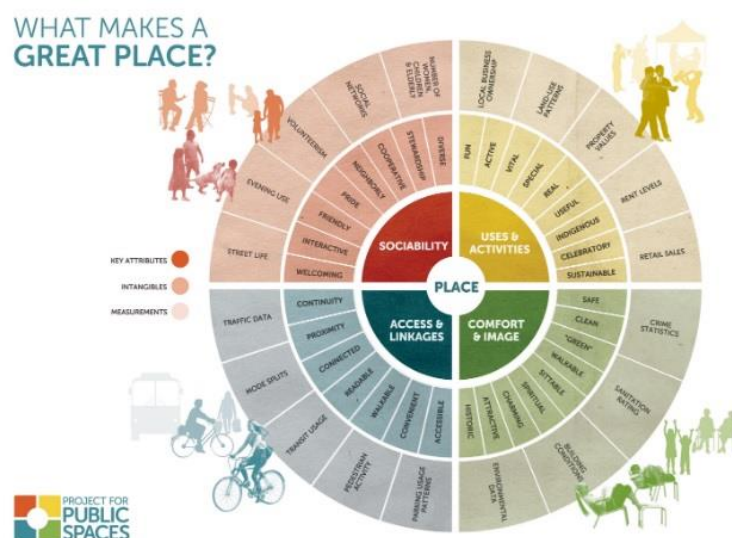 WHAT MAKES A
GREAT PLACE?
NUMBER OF
WOMEN,
CHILDREN
& ELDERLY
SOCIAL
NETWORKS
VOLUNTEERISM
EVENING USE
STREET LIFE
LOCAL BUSINESS
OWNERSHIP
LAND-USE
PATTERNS
PROPERTY
VALUES
RENT LEVELS
RETAIL SALES
DIVERSE
STEWARDSHIP
COOPERATIVE
NEIGHBORLY
PRIDE
FRIENDLY
INTERACTIVE
WELCOMING
FUN
ACTIVE
VITAL
SPECIAL
REAL
USEFUL
INDIGENOUS
CELEBRATORY
SUSTAINABLE
SOCIABILITY
USES &
ACTIVITIES
PLACE
ACCESS &
LINKAGES
COMFORT
& IMAGE
KEY ATTRIBUTES
INTANGIBLES
MEASUREMENTS
CONTINUITY
PROXIMITY
CONNECTED
READABLE
WALKABLE
CONVENIENT
ACCESSIBLE
SAFE
CLEAN
"GREEN"
WALKABLE
SITTABLE
SPIRITUAL
CHARMING
ATTRACTIVE
HISTORIC
TRAFFIC DATA
MODE SPLITS
TRANSIT USAGE
PEDESTRIAN
ACTIVITY
PARKING USAGE
PATTERNS
CRIME
STATISTICS
SANITATION
RATING
BUILDING
CONDITIONS
ENVIRONMENTAL
DATA
PROJECT FOR
PUBLIC
SPACES